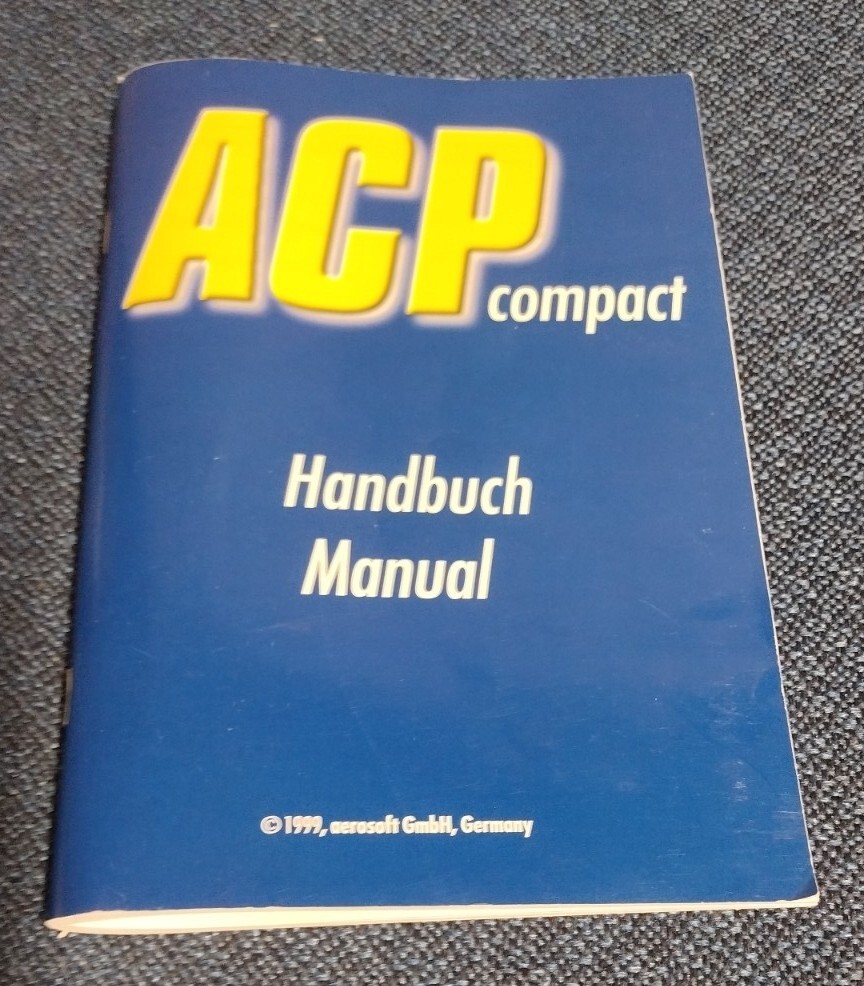 ACP
compact
Handbuch
Manual
© 1999, aerosoft GmbH, Germany